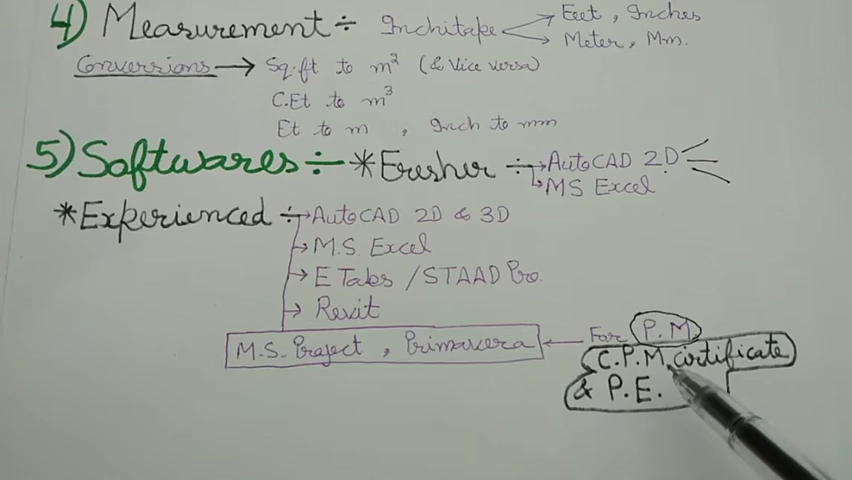 4) Measurement ÷ Inchitape Feet, Inches
Meter, Mm.
Conversions → Sq.ft to m² (& Vice versa)
C.Ft to m³
Ft to m , Inch to mm
5) Softwares ÷ *Fresher ÷ AutoCAD 2D
MS Excel
*Experienced ÷ AutoCAD 2D & 3D
M.S. Excel
E Tabs /STAAD Pro.
Revit
M.S. Project , Primavera ← For P.M.
C.P.M. certificate
& P.E.